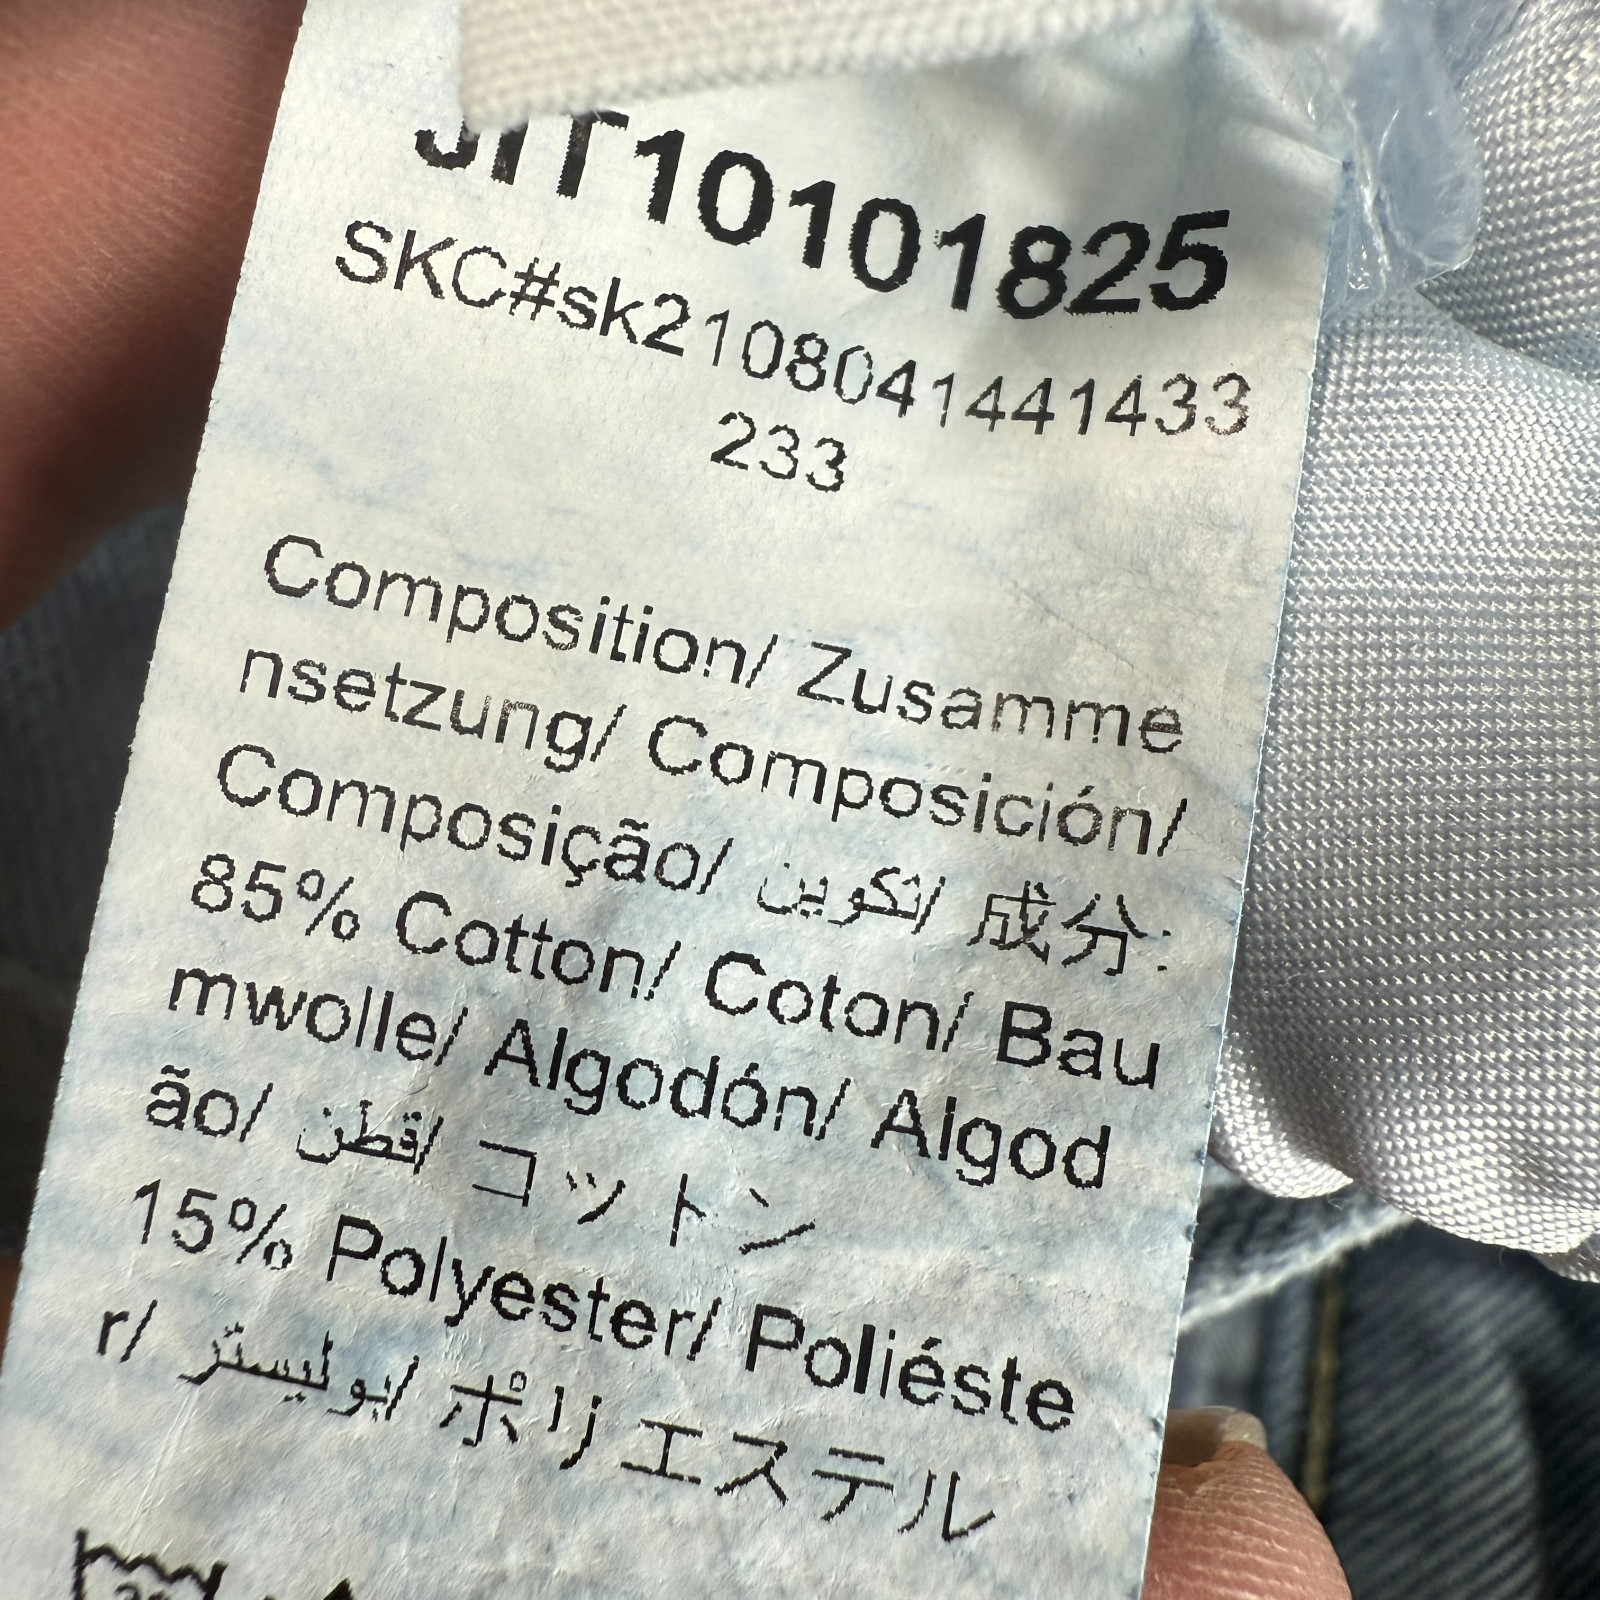 JIT10101825
SKC#sk2108041441433
233
Composition/ Zusamme
nsetzung/ Composición/
Composição/ التكوين/ 成分:
85% Cotton/ Coton/ Bau
mwolle/ Algodón/ Algod
ão/ قطن/ コットン
15% Polyester/ Poliéste
r/ بوليستر/ ポリエステル